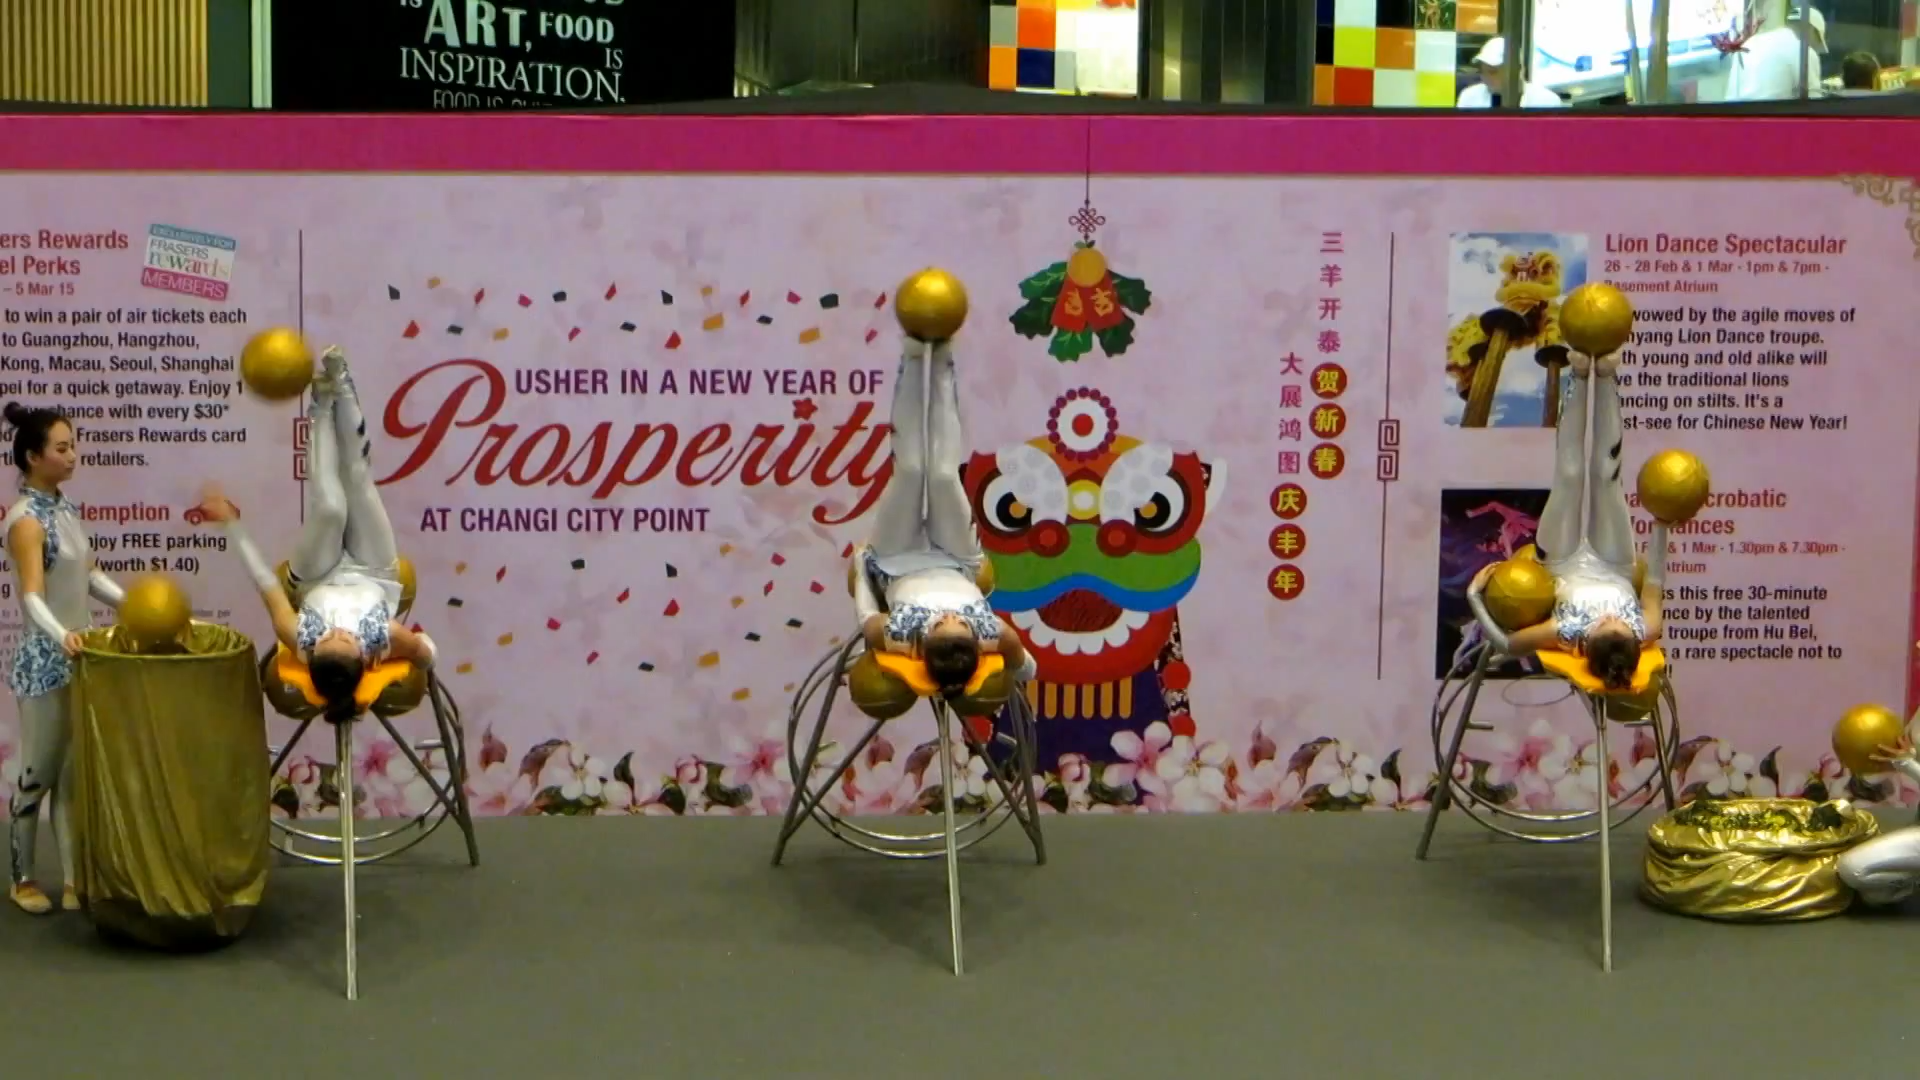 ART, FOOD
IS
INSPIRATION.
ers Rewards
el Perks
– 5 Mar 15
EXCLUSIVELY FOR
FRASERS
rewards
MEMBERS
to win a pair of air tickets each
to Guangzhou, Hangzhou,
Kong, Macau, Seoul, Shanghai
pei for a quick getaway. Enjoy 1
chance with every $30*
Frasers Rewards card
retailers.
demption
njoy FREE parking
(worth $1.40)
USHER IN A NEW YEAR OF
Prosperity
AT CHANGI CITY POINT
吉
三羊开泰贺新春
大展鸿图庆丰年
Lion Dance Spectacular
26 - 28 Feb & 1 Mar - 1pm & 7pm -
Basement Atrium
wowed by the agile moves of
nyang Lion Dance troupe.
th young and old alike will
ve the traditional lions
ancing on stilts. It's a
st-see for Chinese New Year!
crobatic
ances
& 1 Mar - 1.30pm & 7.30pm -
trium
ss this free 30-minute
nce by the talented
troupe from Hu Bei,
a rare spectacle not to